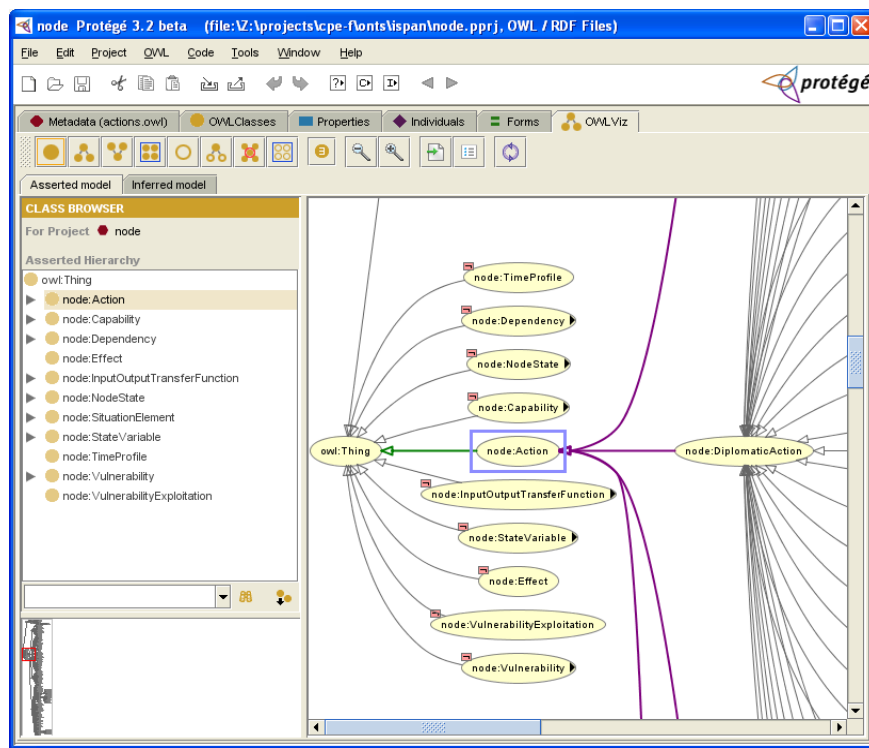 node Protégé 3.2 beta (file:\Z:\projects\cpe-f\onts\ispan\node.pprj, OWL / RDF Files)
File Edit Project OWL Code Tools Window Help
protégé
Metadata (actions.owl) OWLClasses Properties Individuals Forms OWLViz
Asserted model Inferred model
CLASS BROWSER
For Project node
Asserted Hierarchy
owl:Thing
node:Action
node:Capability
node:Dependency
node:Effect
node:InputOutputTransferFunction
node:NodeState
node:SituationElement
node:StateVariable
node:TimeProfile
node:Vulnerability
node:VulnerabilityExploitation
node:TimeProfile
node:Dependency
node:NodeState
node:Capability
owl:Thing node:Action node:DiplomaticAction
node:InputOutputTransferFunction
node:StateVariable
node:Effect
node:VulnerabilityExploitation
node:Vulnerability